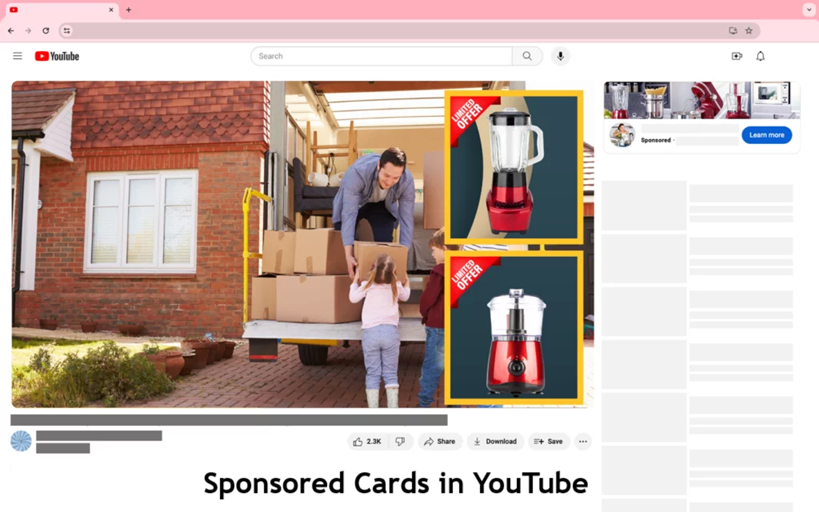 YouTube
Search
LIMITED OFFER
LIMITED OFFER
Sponsored ·
Learn more
2.3K
Share
Download
Save
Sponsored Cards in YouTube